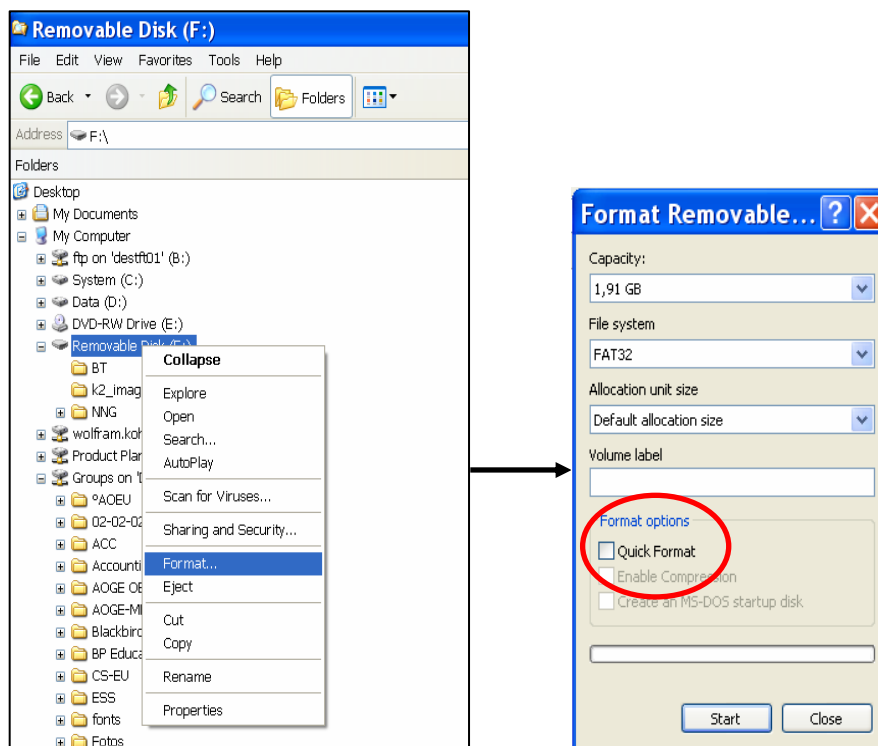 Removable Disk (F:)
File Edit View Favorites Tools Help
Back Search Folders
Address F:\
Folders
Desktop
My Documents
My Computer
ftp on 'destft01' (B:)
System (C:)
Data (D:)
DVD-RW Drive (E:)
Removable Disk (F:)
BT
k2_imag
NNG
wolfram.koh
Product Plan
Groups on
ºAOEU
02-02-02
ACC
Accounti
AOGE OE
AOGE-MI
Blackbird
BP Educa
CS-EU
ESS
fonts
Fotos
Collapse
Explore
Open
Search...
AutoPlay
Scan for Viruses...
Sharing and Security...
Format...
Eject
Cut
Copy
Rename
Properties
Format Removable...
Capacity:
1,91 GB
File system
FAT32
Allocation unit size
Default allocation size
Volume label
Format options
Quick Format
Enable Compression
Create an MS-DOS startup disk
Start Close